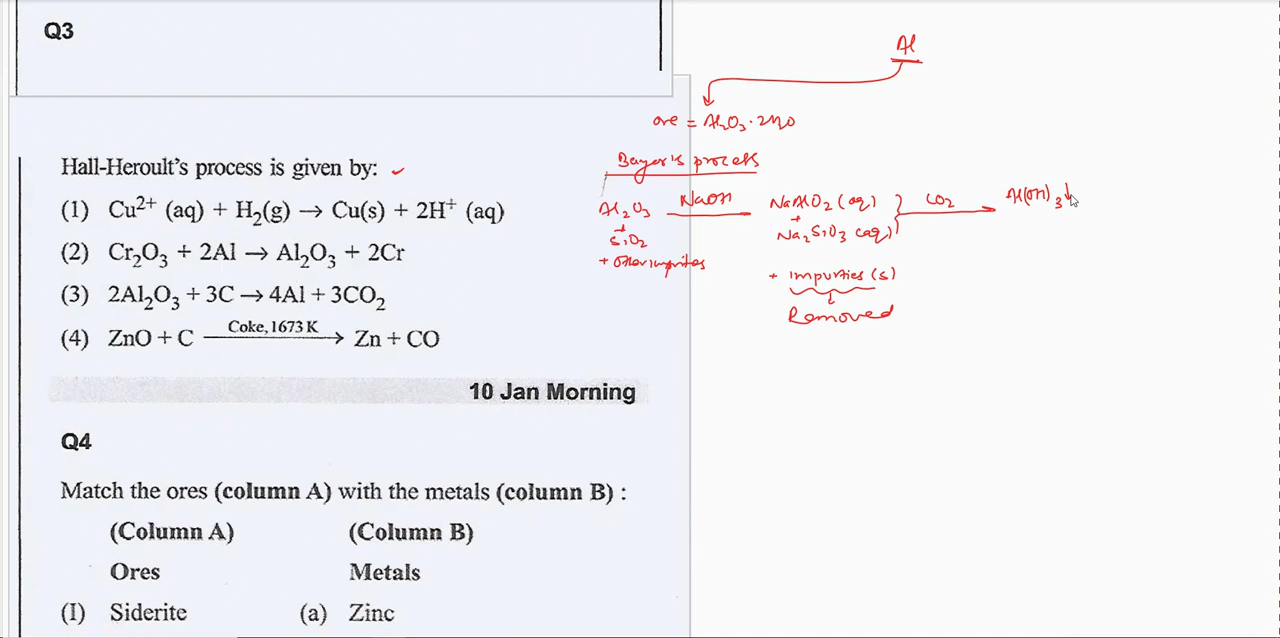 Q3
Hall-Heroult's process is given by:
(1) Cu²⁺ (aq) + H₂(g) → Cu(s) + 2H⁺ (aq)
(2) Cr₂O₃ + 2Al → Al₂O₃ + 2Cr
(3) 2Al₂O₃ + 3C → 4Al + 3CO₂
(4) ZnO + C —Coke, 1673 K→ Zn + CO
10 Jan Morning
Q4
Match the ores (column A) with the metals (column B) :
(Column A) (Column B)
Ores Metals
(I) Siderite (a) Zinc
Al
ore = Al₂O₃·2H₂O
Bayer's process
Al₂O₃ —NaOH→ NaAlO₂ (aq) } —CO₂→ Al(OH)₃↓
+ +
SiO₂ Na₂SiO₃ (aq)
+ Other impurites + Impurties (s)
Removed